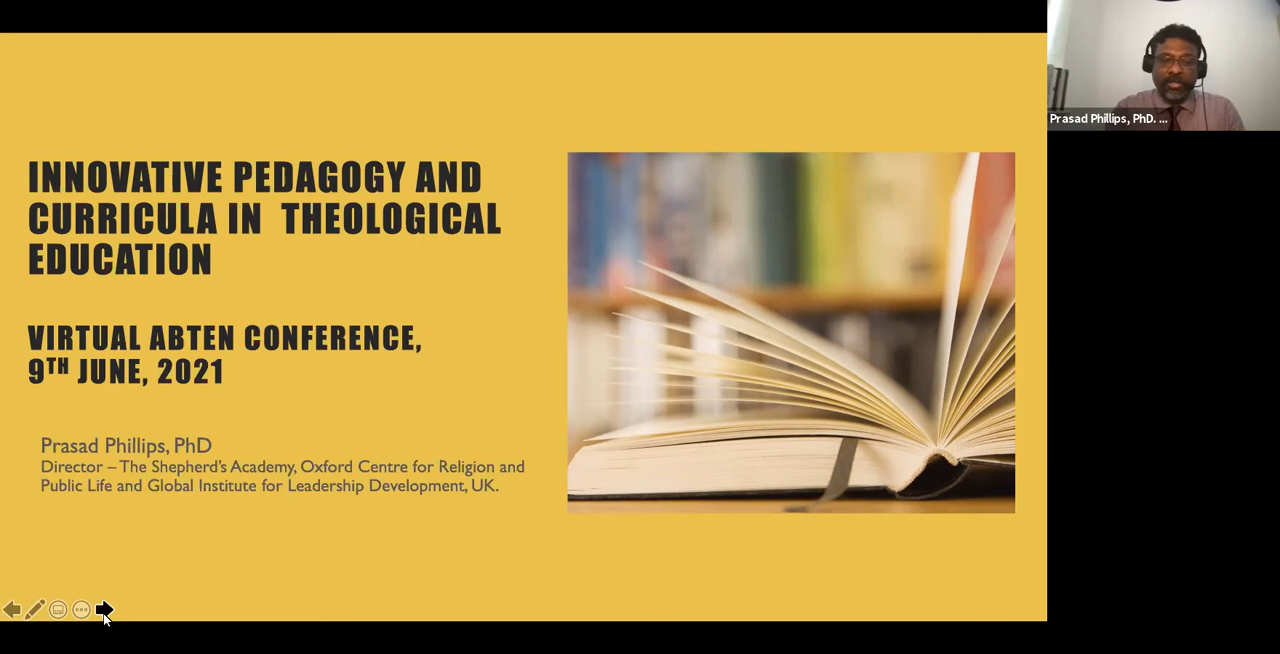 INNOVATIVE PEDAGOGY AND
CURRICULA IN THEOLOGICAL
EDUCATION
VIRTUAL ABTEN CONFERENCE,
9TH JUNE, 2021
Prasad Phillips, PhD
Director – The Shepherd's Academy, Oxford Centre for Religion and
Public Life and Global Institute for Leadership Development, UK.
Prasad Phillips, PhD. ...